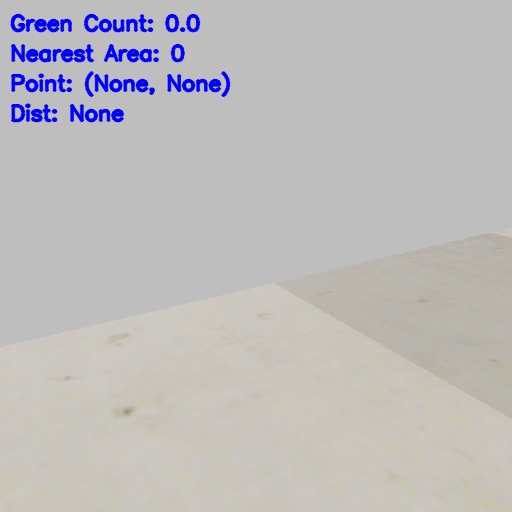 Green Count: 0.0
Nearest Area: 0
Point: (None, None)
Dist: None